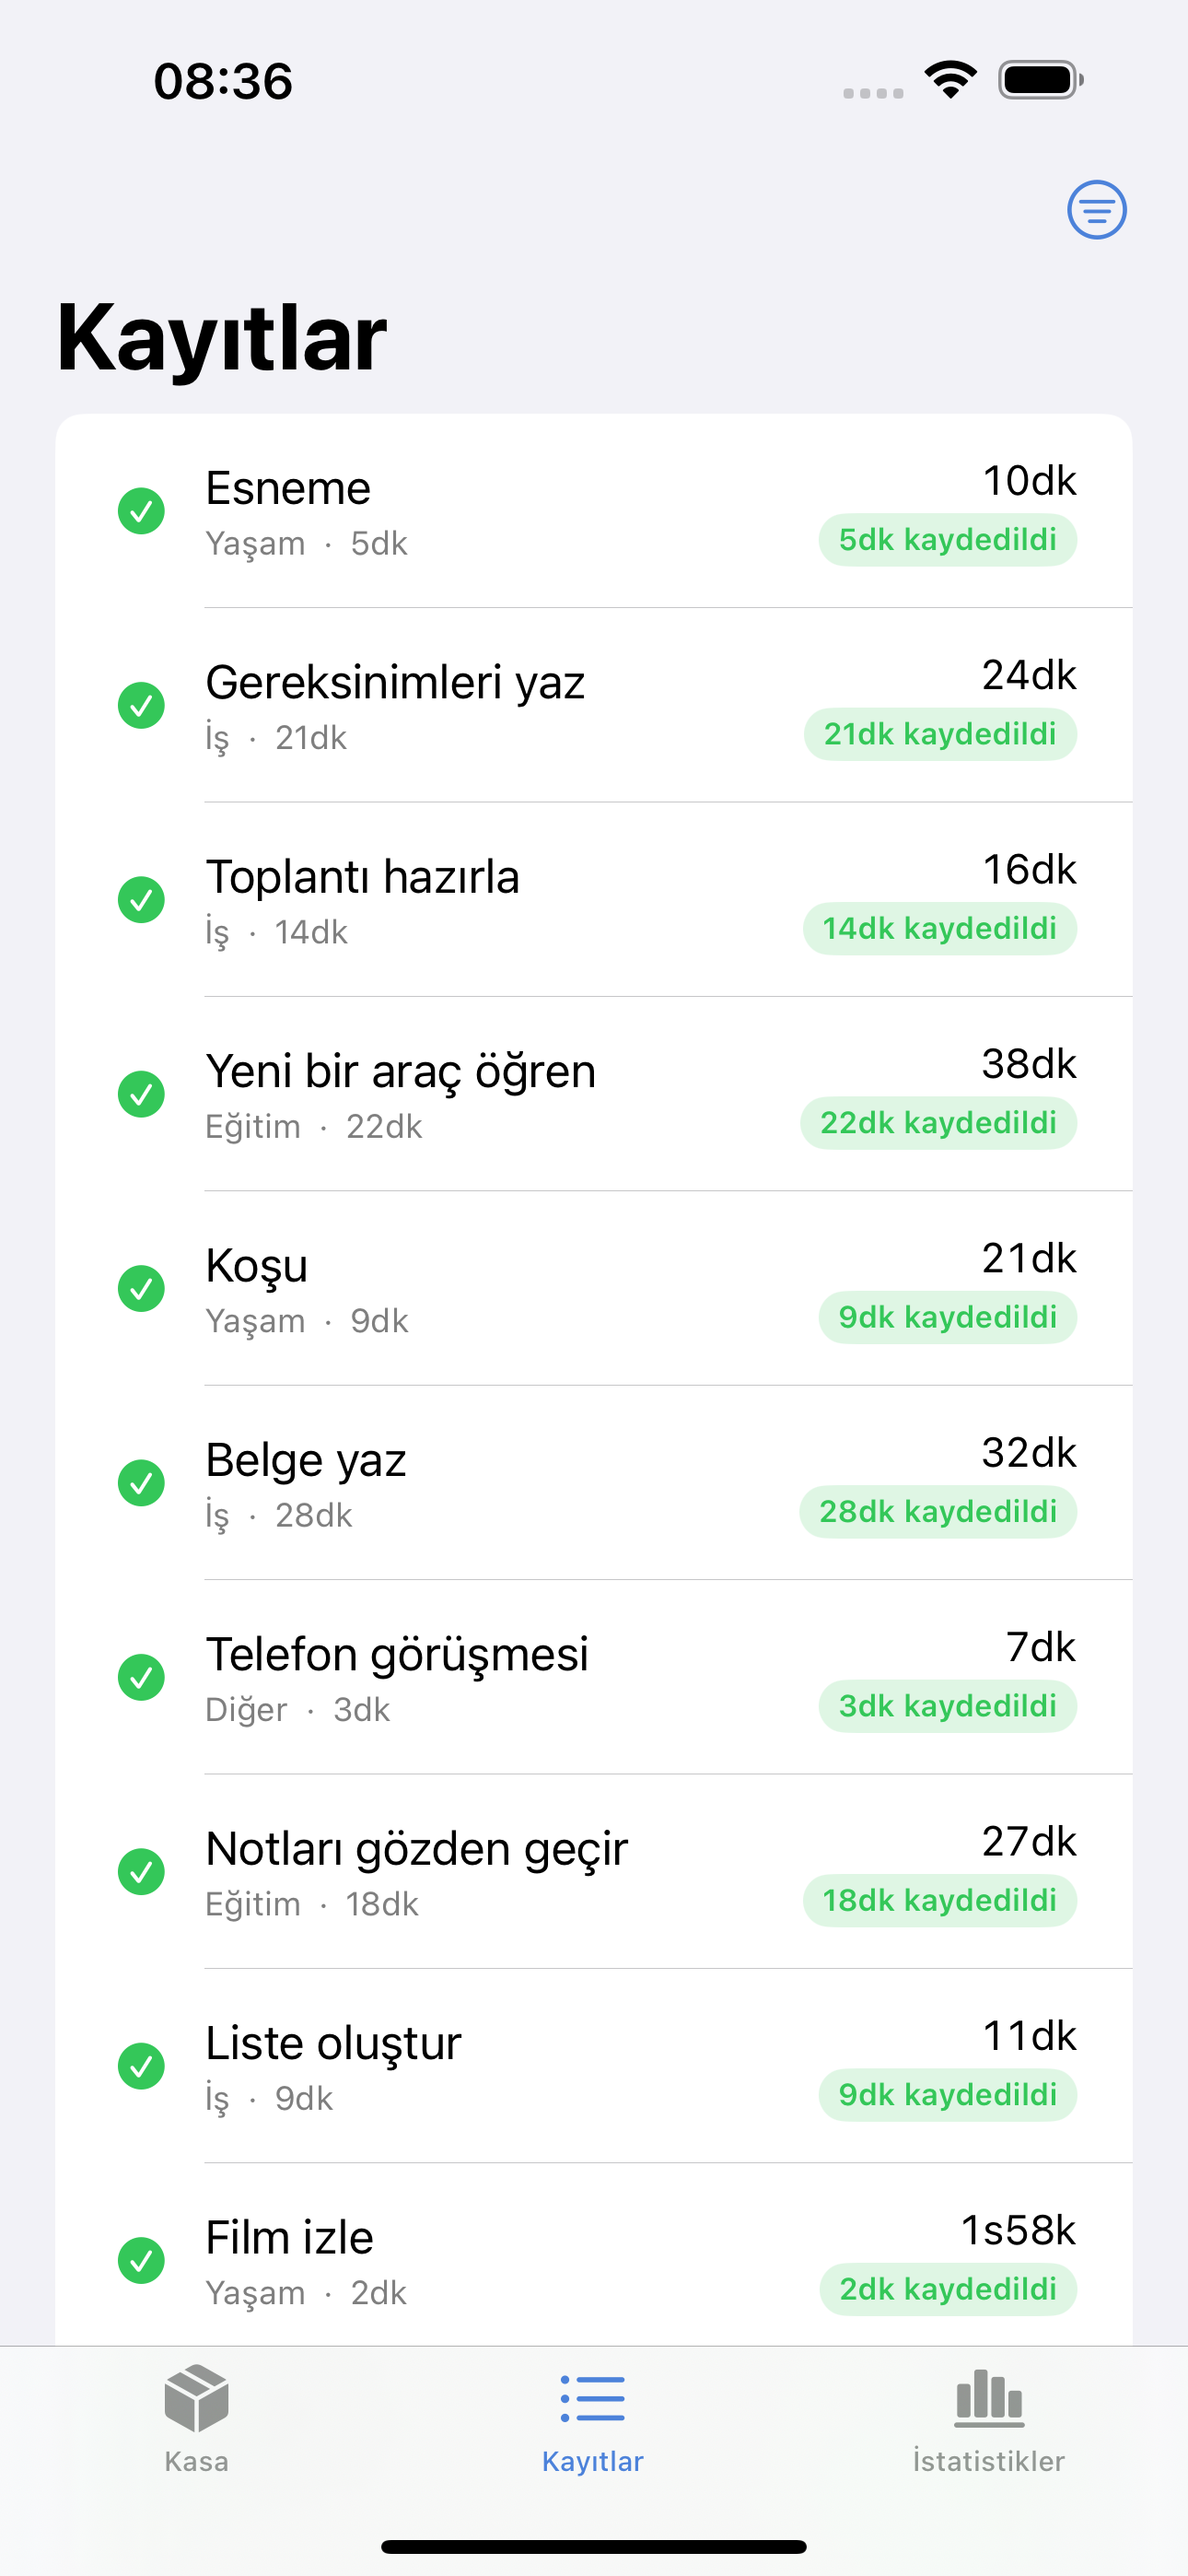 08:36
Kayıtlar
Esneme
10dk
Yaşam · 5dk
5dk kaydedildi
Gereksinimleri yaz
24dk
İş · 21dk
21dk kaydedildi
Toplantı hazırla
16dk
İş · 14dk
14dk kaydedildi
Yeni bir araç öğren
38dk
Eğitim · 22dk
22dk kaydedildi
Koşu
21dk
Yaşam · 9dk
9dk kaydedildi
Belge yaz
32dk
İş · 28dk
28dk kaydedildi
Telefon görüşmesi
7dk
Diğer · 3dk
3dk kaydedildi
Notları gözden geçir
27dk
Eğitim · 18dk
18dk kaydedildi
Liste oluştur
11dk
İş · 9dk
9dk kaydedildi
Film izle
1s58k
Yaşam · 2dk
2dk kaydedildi
Kasa
Kayıtlar
İstatistikler